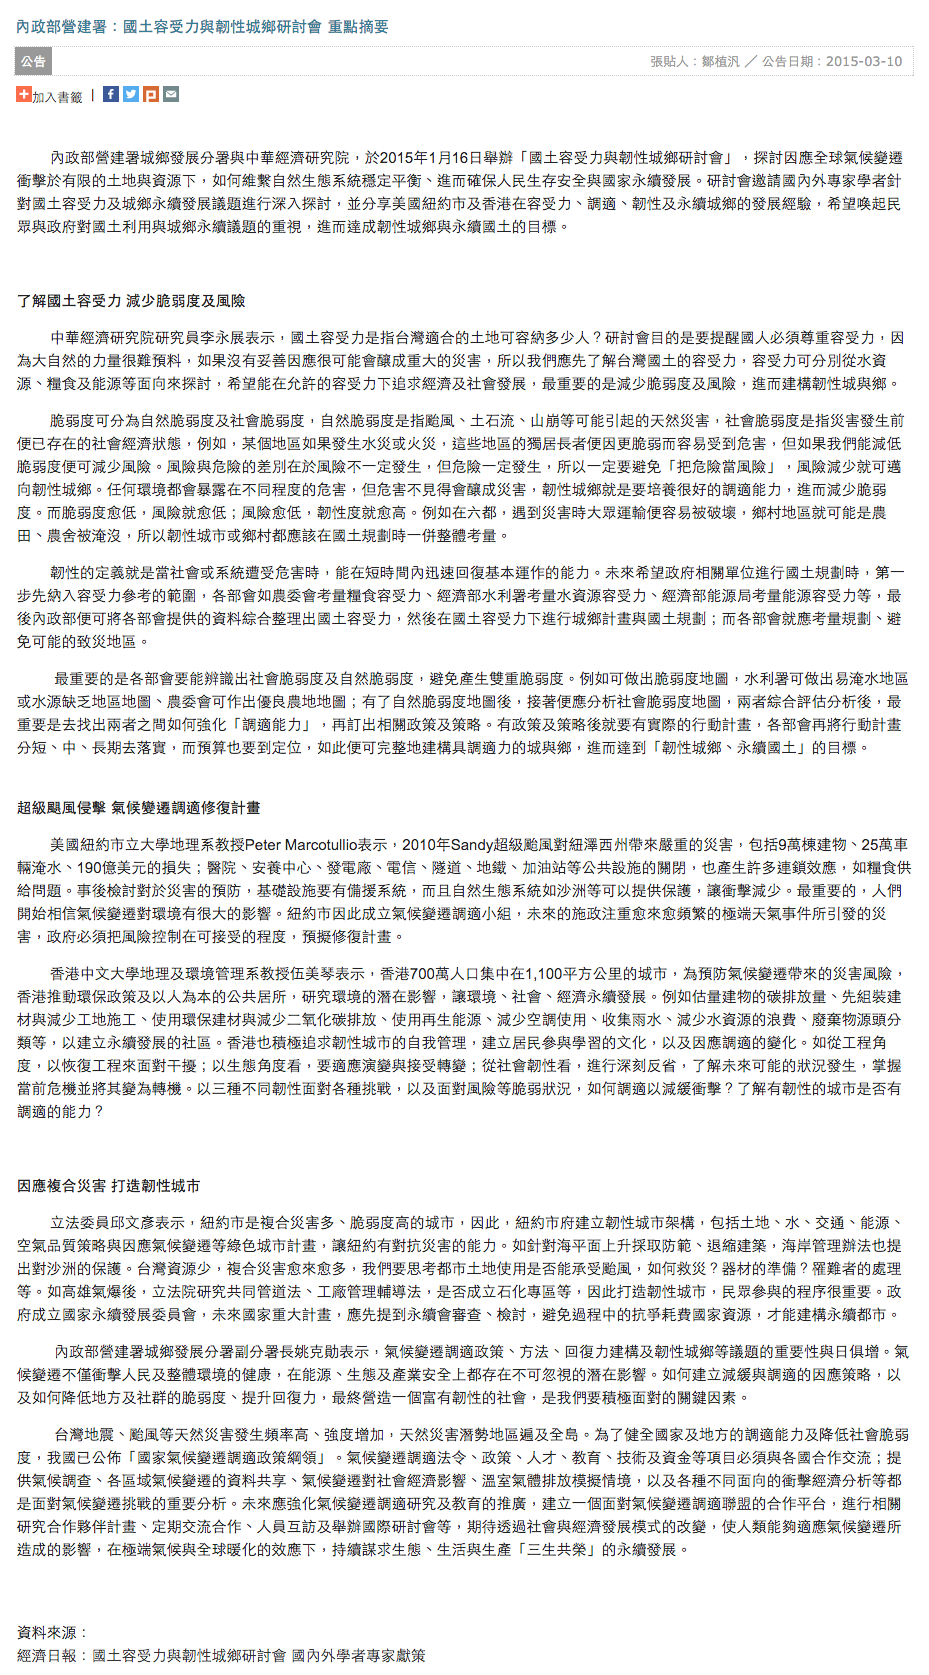 內政部營建署：國土容受力與韌性城鄉研討會 重點摘要
公告
張貼人：鄒植汎 ╱ 公告日期：2015-03-10
加入書籤 |
內政部營建署城鄉發展分署與中華經濟研究院，於2015年1月16日舉辦「國土容受力與韌性城鄉研討會」，探討因應全球氣候變遷
衝擊於有限的土地與資源下，如何維繫自然生態系統穩定平衡、進而確保人民生存安全與國家永續發展。研討會邀請國內外專家學者針
對國土容受力及城鄉永續發展議題進行深入探討，並分享美國紐約市及香港在容受力、調適、韌性及永續城鄉的發展經驗，希望喚起民
眾與政府對國土利用與城鄉永續議題的重視，進而達成韌性城鄉與永續國土的目標。
了解國土容受力 減少脆弱度及風險
中華經濟研究院研究員李永展表示，國土容受力是指台灣適合的土地可容納多少人？研討會目的是要提醒國人必須尊重容受力，因
為大自然的力量很難預料，如果沒有妥善因應很可能會釀成重大的災害，所以我們應先了解台灣國土的容受力，容受力可分別從水資
源、糧食及能源等面向來探討，希望能在允許的容受力下追求經濟及社會發展，最重要的是減少脆弱度及風險，進而建構韌性城與鄉。
脆弱度可分為自然脆弱度及社會脆弱度，自然脆弱度是指颱風、土石流、山崩等可能引起的天然災害，社會脆弱度是指災害發生前
便已存在的社會經濟狀態，例如，某個地區如果發生水災或火災，這些地區的獨居長者便因更脆弱而容易受到危害，但如果我們能減低
脆弱度便可減少風險。風險與危險的差別在於風險不一定發生，但危險一定發生，所以一定要避免「把危險當風險」，風險減少就可邁
向韌性城鄉。任何環境都會暴露在不同程度的危害，但危害不見得會釀成災害，韌性城鄉就是要培養很好的調適能力，進而減少脆弱
度。而脆弱度愈低，風險就愈低；風險愈低，韌性度就愈高。例如在六都，遇到災害時大眾運輸便容易被破壞，鄉村地區就可能是農
田、農舍被淹沒，所以韌性城市或鄉村都應該在國土規劃時一併整體考量。
韌性的定義就是當社會或系統遭受危害時，能在短時間內迅速回復基本運作的能力。未來希望政府相關單位進行國土規劃時，第一
步先納入容受力參考的範圍，各部會如農委會考量糧食容受力、經濟部水利署考量水資源容受力、經濟部能源局考量能源容受力等，最
後內政部便可將各部會提供的資料綜合整理出國土容受力，然後在國土容受力下進行城鄉計畫與國土規劃；而各部會就應考量規劃、避
免可能的致災地區。
最重要的是各部會要能辨識出社會脆弱度及自然脆弱度，避免產生雙重脆弱度。例如可做出脆弱度地圖，水利署可做出易淹水地區
或水源缺乏地區地圖、農委會可作出優良農地地圖；有了自然脆弱度地圖後，接著便應分析社會脆弱度地圖，兩者綜合評估分析後，最
重要是去找出兩者之間如何強化「調適能力」，再訂出相關政策及策略。有政策及策略後就要有實際的行動計畫，各部會再將行動計畫
分短、中、長期去落實，而預算也要到定位，如此便可完整地建構具調適力的城與鄉，進而達到「韌性城鄉、永續國土」的目標。
超級颶風侵擊 氣候變遷調適修復計畫
美國紐約市立大學地理系教授Peter Marcotullio表示，2010年Sandy超級颱風對紐澤西州帶來嚴重的災害，包括9萬棟建物、25萬車
輛淹水、190億美元的損失；醫院、安養中心、發電廠、電信、隧道、地鐵、加油站等公共設施的關閉，也產生許多連鎖效應，如糧食供
給問題。事後檢討對於災害的預防，基礎設施要有備援系統，而且自然生態系統如沙洲等可以提供保護，讓衝擊減少。最重要的，人們
開始相信氣候變遷對環境有很大的影響。紐約市因此成立氣候變遷調適小組，未來的施政注重愈來愈頻繁的極端天氣事件所引發的災
害，政府必須把風險控制在可接受的程度，預擬修復計畫。
香港中文大學地理及環境管理系教授伍美琴表示，香港700萬人口集中在1,100平方公里的城市，為預防氣候變遷帶來的災害風險，
香港推動環保政策及以人為本的公共居所，研究環境的潛在影響，讓環境、社會、經濟永續發展。例如估量建物的碳排放量、先組裝建
材與減少工地施工、使用環保建材與減少二氧化碳排放、使用再生能源、減少空調使用、收集雨水、減少水資源的浪費、廢棄物源頭分
類等，以建立永續發展的社區。香港也積極追求韌性城市的自我管理，建立居民參與學習的文化，以及因應調適的變化。如從工程角
度，以恢復工程來面對干擾；以生態角度看，要適應演變與接受轉變；從社會韌性看，進行深刻反省，了解未來可能的狀況發生，掌握
當前危機並將其變為轉機。以三種不同韌性面對各種挑戰，以及面對風險等脆弱狀況，如何調適以減緩衝擊？了解有韌性的城市是否有
調適的能力？
因應複合災害 打造韌性城市
立法委員邱文彥表示，紐約市是複合災害多、脆弱度高的城市，因此，紐約市府建立韌性城市架構，包括土地、水、交通、能源、
空氣品質策略與因應氣候變遷等綠色城市計畫，讓紐約有對抗災害的能力。如針對海平面上升採取防範、退縮建築，海岸管理辦法也提
出對沙洲的保護。台灣資源少，複合災害愈來愈多，我們要思考都市土地使用是否能承受颱風，如何救災？器材的準備？罹難者的處理
等。如高雄氣爆後，立法院研究共同管道法、工廠管理輔導法，是否成立石化專區等，因此打造韌性城市，民眾參與的程序很重要。政
府成立國家永續發展委員會，未來國家重大計畫，應先提到永續會審查、檢討，避免過程中的抗爭耗費國家資源，才能建構永續都市。
內政部營建署城鄉發展分署副分署長姚克勛表示，氣候變遷調適政策、方法、回復力建構及韌性城鄉等議題的重要性與日俱增。氣
候變遷不僅衝擊人民及整體環境的健康，在能源、生態及產業安全上都存在不可忽視的潛在影響。如何建立減緩與調適的因應策略，以
及如何降低地方及社群的脆弱度、提升回復力，最終營造一個富有韌性的社會，是我們要積極面對的關鍵因素。
台灣地震、颱風等天然災害發生頻率高、強度增加，天然災害潛勢地區遍及全島。為了健全國家及地方的調適能力及降低社會脆弱
度，我國已公佈「國家氣候變遷調適政策綱領」。氣候變遷調適法令、政策、人才、教育、技術及資金等項目必須與各國合作交流；提
供氣候調查、各區域氣候變遷的資料共享、氣候變遷對社會經濟影響、溫室氣體排放模擬情境，以及各種不同面向的衝擊經濟分析等都
是面對氣候變遷挑戰的重要分析。未來應強化氣候變遷調適研究及教育的推廣，建立一個面對氣候變遷調適聯盟的合作平台，進行相關
研究合作夥伴計畫、定期交流合作、人員互訪及舉辦國際研討會等，期待透過社會與經濟發展模式的改變，使人類能夠適應氣候變遷所
造成的影響，在極端氣候與全球暖化的效應下，持續謀求生態、生活與生產「三生共榮」的永續發展。
資料來源：
經濟日報：國土容受力與韌性城鄉研討會 國內外學者專家獻策